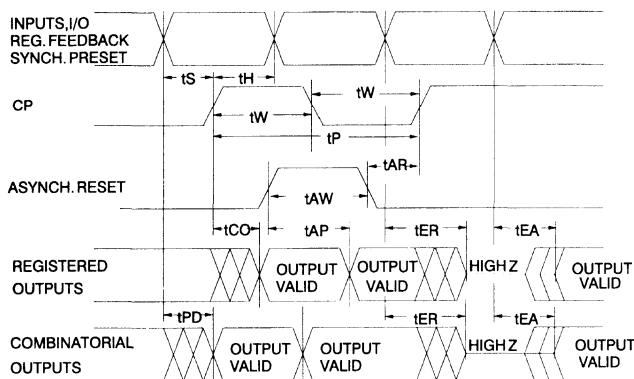 INPUTS, I/O
REG. FEEDBACK
SYNCH. PRESET
tS
tH
tW
CP
tW
tP
tAR
ASYNCH. RESET
tAW
tCO
tAP
tER
tEA
REGISTERED
OUTPUTS
OUTPUT
VALID
OUTPUT
VALID
HIGH Z
OUTPUT
VALID
tPD
tER
tEA
COMBINATORIAL
OUTPUTS
OUTPUT
VALID
OUTPUT
VALID
HIGH Z
OUTPUT
VALID